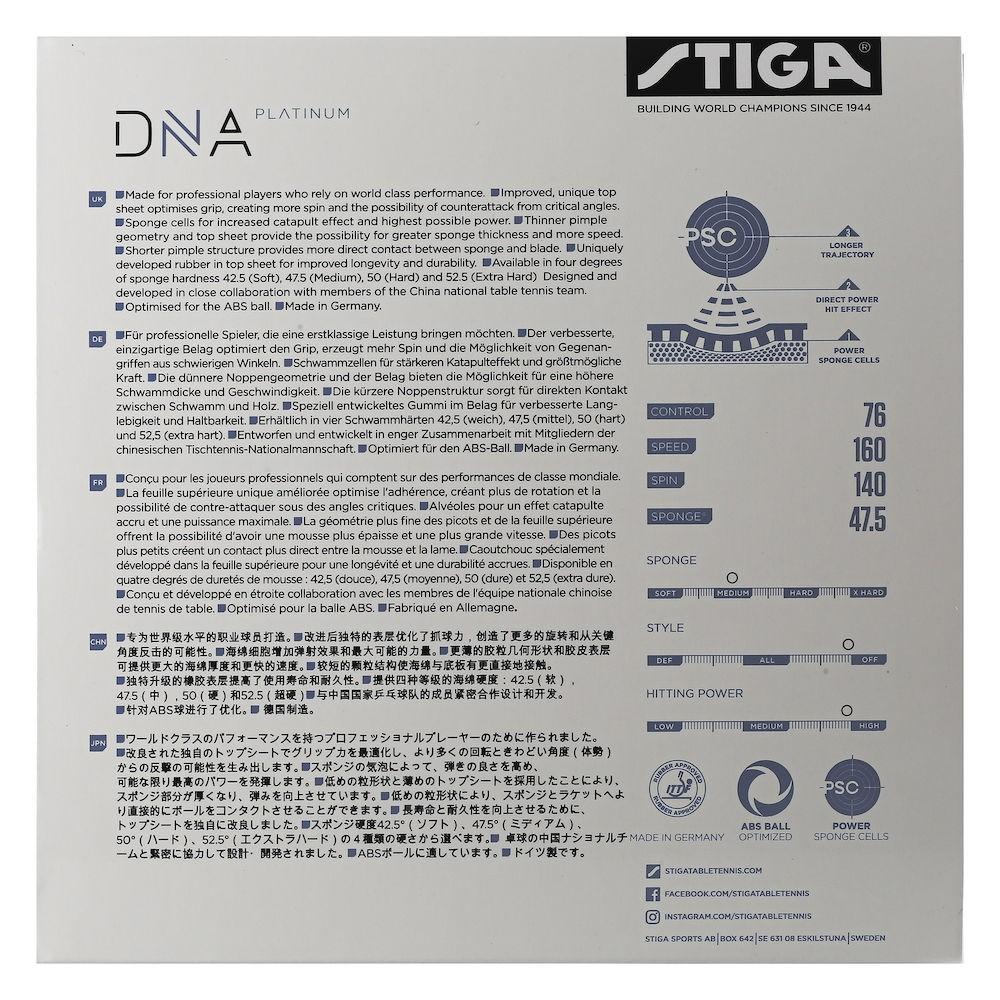 STIGA®
BUILDING WORLD CHAMPIONS SINCE 1944
DNA PLATINUM
UK
Made for professional players who rely on world class performance. Improved, unique top
sheet optimises grip, creating more spin and the possibility of counterattack from critical angles.
Sponge cells for increased catapult effect and highest possible power. Thinner pimple
geometry and top sheet provide the possibility for greater sponge thickness and more speed.
Shorter pimple structure provides more direct contact between sponge and blade. Uniquely
developed rubber in top sheet for improved longevity and durability. Available in four degrees
of sponge hardness 42.5 (Soft), 47.5 (Medium), 50 (Hard) and 52.5 (Extra Hard) Designed and
developed in close collaboration with members of the China national table tennis team.
Optimised for the ABS ball. Made in Germany.
DE
Für professionelle Spieler, die eine erstklassige Leistung bringen möchten. Der verbesserte,
einzigartige Belag optimiert den Grip, erzeugt mehr Spin und die Möglichkeit von Gegenan-
griffen aus schwierigen Winkeln. Schwammzellen für stärkeren Katapulteffekt und größtmögliche
Kraft. Die dünnere Noppengeometrie und der Belag bieten die Möglichkeit für eine höhere
Schwammdicke und Geschwindigkeit. Die kürzere Noppenstruktur sorgt für direkten Kontakt
zwischen Schwamm und Holz. Speziell entwickeltes Gummi im Belag für verbesserte Lang-
lebigkeit und Haltbarkeit. Erhältlich in vier Schwammhärten 42,5 (weich), 47,5 (mittel), 50 (hart)
und 52,5 (extra hart). Entworfen und entwickelt in enger Zusammenarbeit mit Mitgliedern der
chinesischen Tischtennis-Nationalmannschaft. Optimiert für den ABS-Ball. Made in Germany.
FR
Conçu pour les joueurs professionnels qui comptent sur des performances de classe mondiale.
La feuille supérieure unique améliorée optimise l'adhérence, créant plus de rotation et la
possibilité de contre-attaquer sous des angles critiques. Alvéoles pour un effet catapulte
accru et une puissance maximale. La géométrie plus fine des picots et de la feuille supérieure
offrent la possibilité d'avoir une mousse plus épaisse et une plus grande vitesse. Des picots
plus petits créent un contact plus direct entre la mousse et la lame. Caoutchouc spécialement
développé dans la feuille supérieure pour une longévité et une durabilité accrues. Disponible en
quatre degrés de duretés de mousse : 42,5 (douce), 47,5 (moyenne), 50 (dure) et 52,5 (extra dure).
Conçu et développé en étroite collaboration avec les membres de l'équipe nationale chinoise
de tennis de table. Optimisé pour la balle ABS. Fabriqué en Allemagne.
CHN
专为世界级水平的职业球员打造。改进后独特的表层优化了抓球力，创造了更多的旋转和从关键
角度反击的可能性。海绵细胞增加弹射效果和最大可能的力量。更薄的胶粒几何形状和胶皮表层
可提供更大的海绵厚度和更快的速度。较短的颗粒结构使海绵与底板有更直接地接触。
独特升级的橡胶表层提高了使用寿命和耐久性。提供四种等级的海绵硬度：42.5（软），
47.5（中），50（硬）和52.5（超硬）与中国国家乒乓球队的成员紧密合作设计和开发。
针对ABS球进行了优化。德国制造。
JPN
ワールドクラスのパフォーマンスを持つプロフェッショナルプレーヤーのために作られました。
改良された独自のトップシートでグリップ力を最適化し、より多くの回転ときわどい角度（体勢）
からの反撃の可能性を生み出します。スポンジの気泡によって、弾きの良さを高め、
可能な限り最高のパワーを発揮します。低めの粒形状と薄めのトップシートを採用したことにより、
スポンジ部分が厚くなり、弾みを向上させています。低めの粒形状により、スポンジとラケットへよ
り直接的にボールをコンタクトさせることができます。長寿命と耐久性を向上させるために、
トップシートを独自に改良しました。スポンジ硬度42.5°（ソフト）、47.5°（ミディアム）、
50°（ハード）、52.5°（エクストラハード）の４種類の硬さから選べます。卓球の中国ナショナルチ
ームと緊密に協力して設計・開発されました。ABSボールに適しています。ドイツ製です。
PSC
3
LONGER
TRAJECTORY
2
DIRECT POWER
HIT EFFECT
1
POWER
SPONGE CELLS
CONTROL 76
SPEED 160
SPIN 140
SPONGE° 47.5
SPONGE
SOFT MEDIUM HARD X HARD
STYLE
DEF ALL OFF
HITTING POWER
LOW MEDIUM HIGH
RUBBER APPROVED
ITTF
RUBBER APPROVED
MADE IN GERMANY
ABS BALL
OPTIMIZED
PSC
POWER
SPONGE CELLS
STIGATABLETENNIS.COM
FACEBOOK.COM/STIGATABLETENNIS
INSTAGRAM.COM/STIGATABLETENNIS
STIGA SPORTS AB|BOX 642|SE 631 08 ESKILSTUNA|SWEDEN